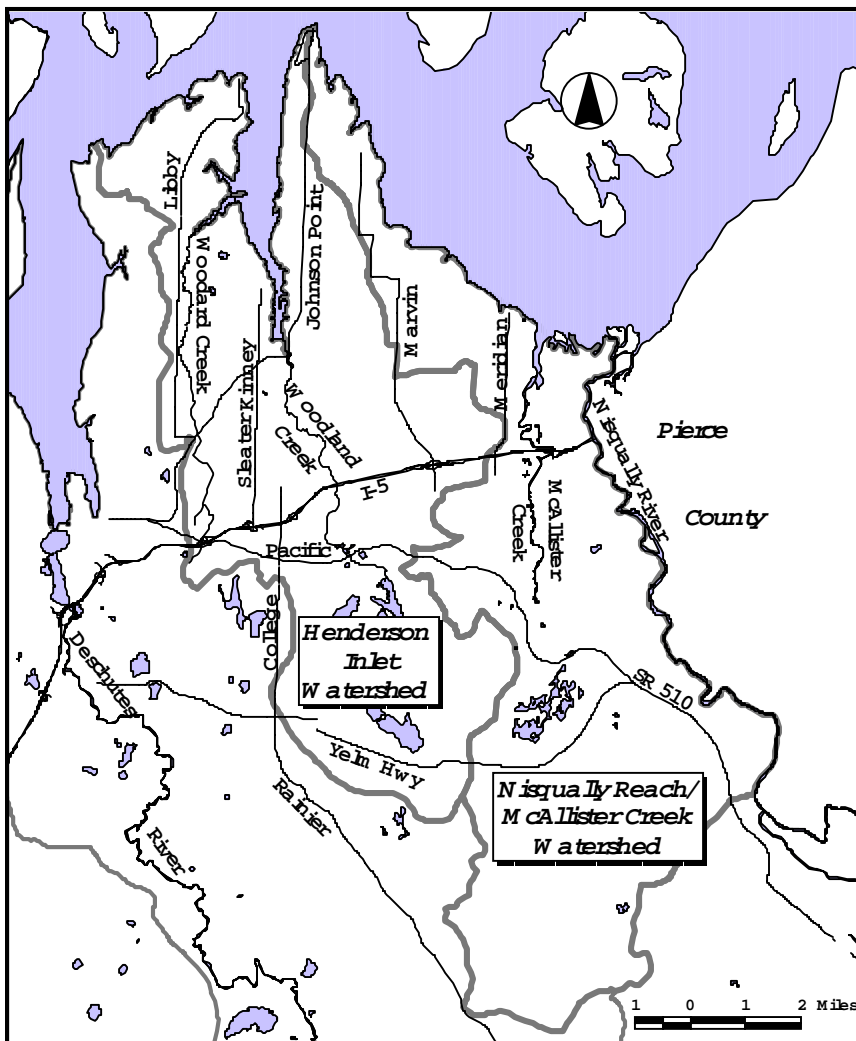 Libby
Woodard Creek
Johnson Point
Sleater Kinney
Woodland
Creek
Marvin
Meridian
Nisqually River
Pierce
County
I-5
McAllister
Creek
Pacific
College
Henderson
Inlet
Watershed
Deschutes
River
SR 510
Yelm Hwy
Rainier
Nisqually Reach/
McAllister Creek
Watershed
1 0 1 2 Miles